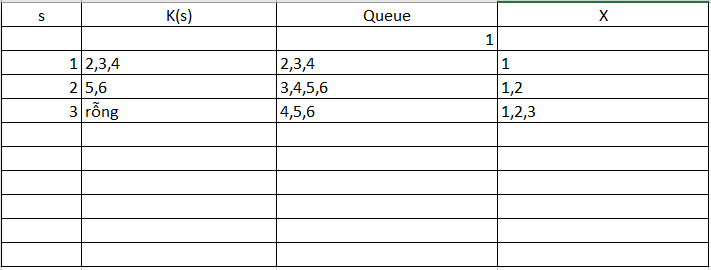 s K(s) Queue X
1
1 2,3,4 2,3,4 1
2 5,6 3,4,5,6 1,2
3 rỗng 4,5,6 1,2,3